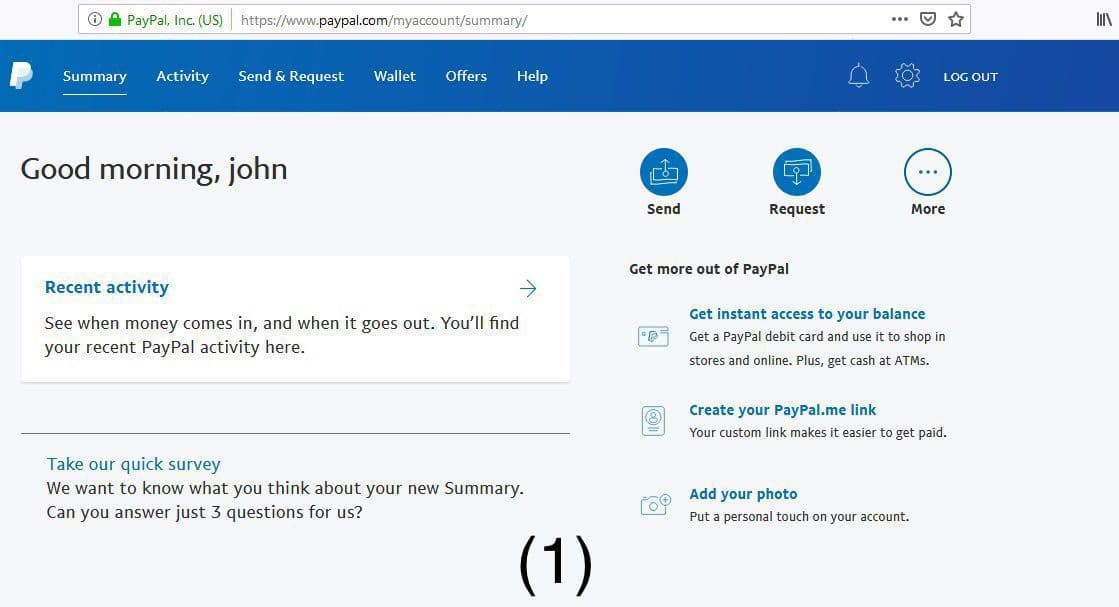 PayPal, Inc. (US) https://www.paypal.com/myaccount/summary/
Summary Activity Send & Request Wallet Offers Help LOG OUT
Good morning, john
Send Request More
Recent activity
See when money comes in, and when it goes out. You’ll find
your recent PayPal activity here.
Get more out of PayPal
Get instant access to your balance
Get a PayPal debit card and use it to shop in
stores and online. Plus, get cash at ATMs.
Create your PayPal.me link
Your custom link makes it easier to get paid.
Add your photo
Put a personal touch on your account.
Take our quick survey
We want to know what you think about your new Summary.
Can you answer just 3 questions for us?
(1)